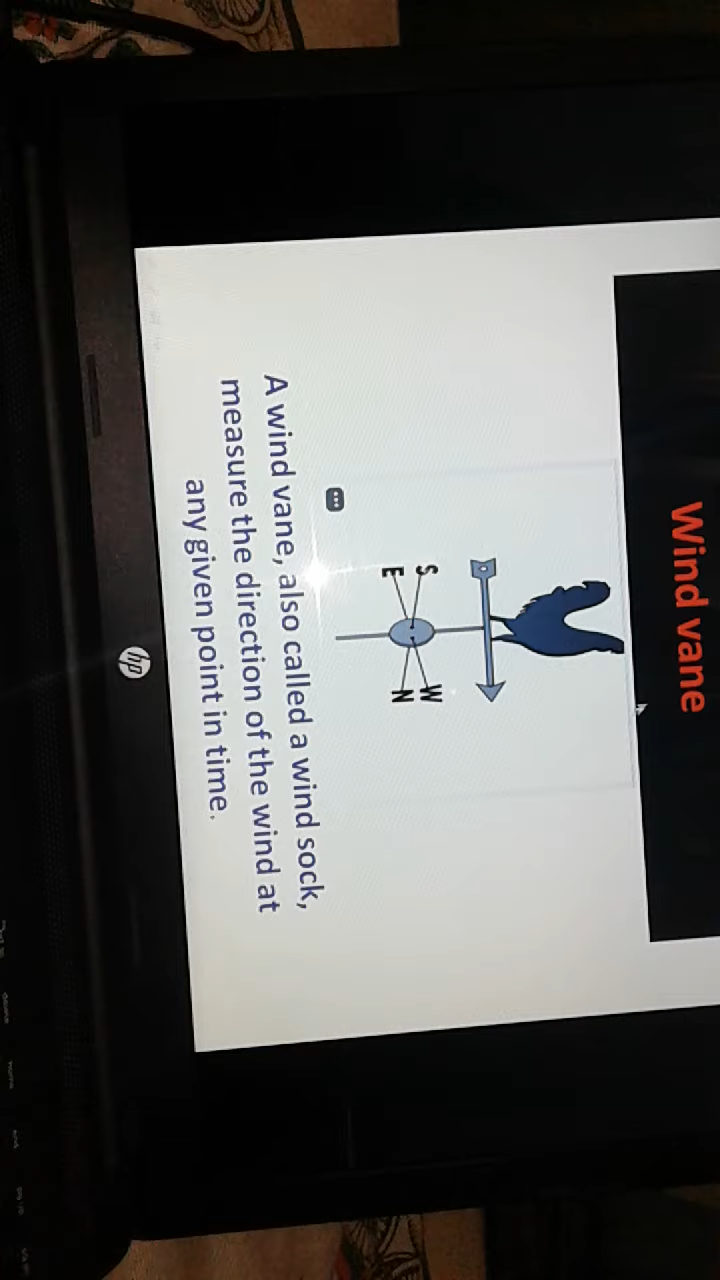 Wind vane
S
W
E
N
A wind vane, also called a wind sock,
measure the direction of the wind at
any given point in time.
hp